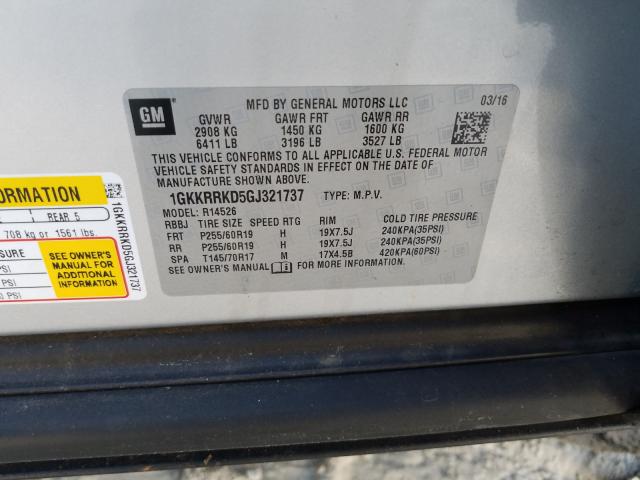 GM
MFD BY GENERAL MOTORS LLC 03/16
GVWR GAWR FRT GAWR RR
2908 KG 1450 KG 1600 KG
6411 LB 3196 LB 3527 LB
THIS VEHICLE CONFORMS TO ALL APPLICABLE U.S. FEDERAL MOTOR
VEHICLE SAFETY STANDARDS IN EFFECT ON THE DATE OF
MANUFACTURE SHOWN ABOVE.
1GKKRRKD5GJ321737 TYPE: M.P.V.
MODEL: R14526
RBBJ TIRE SIZE SPEED RTG RIM COLD TIRE PRESSURE
FRT P255/60R19 H 19X7.5J 240KPA(35PSI)
RR P255/60R19 H 19X7.5J 240KPA(35PSI)
SPA T145/70R17 M 17X4.5B 420KPA(60PSI)
SEE OWNER'S MANUAL FOR MORE INFORMATION.
FORMATION
REAR 5
708 kg or 1561 lbs.
SEE OWNER'S
MANUAL FOR
ADDITIONAL
INFORMATION
1GKKRRKD5GJ321737